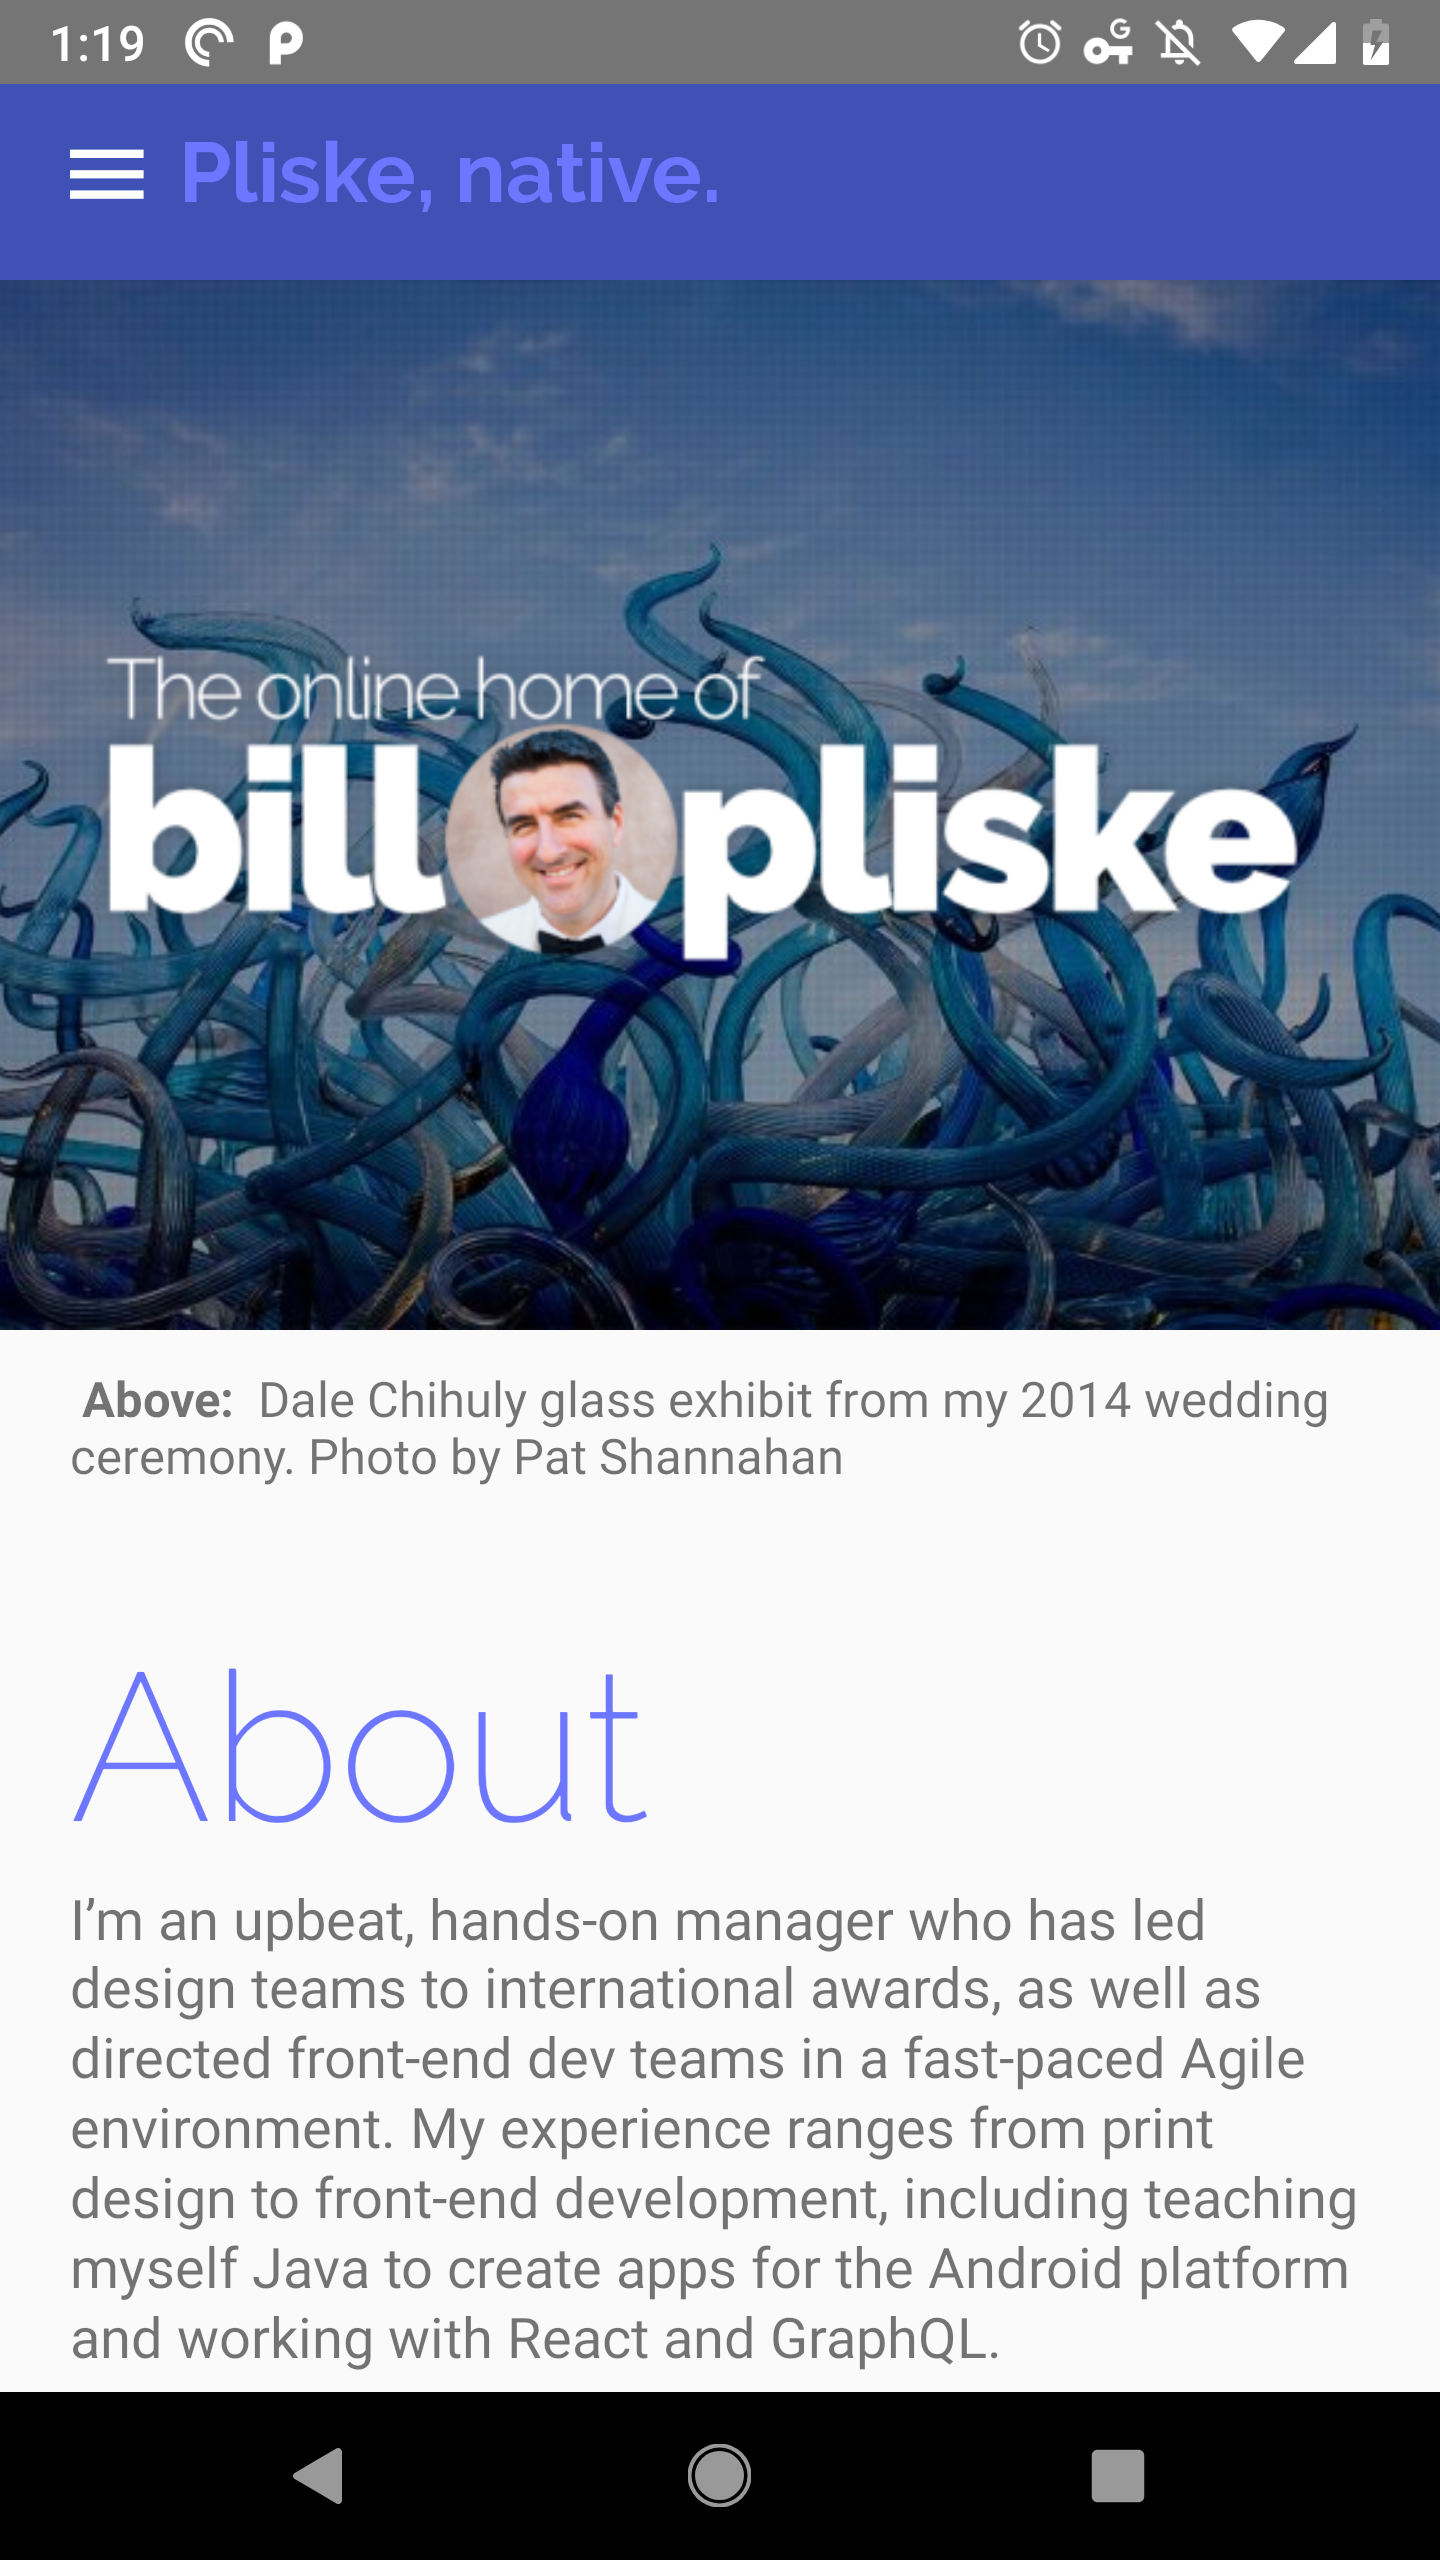 1:19
Pliske, native.
The online home of
bill pliske
Above: Dale Chihuly glass exhibit from my 2014 wedding
ceremony. Photo by Pat Shannahan
About
I’m an upbeat, hands-on manager who has led
design teams to international awards, as well as
directed front-end dev teams in a fast-paced Agile
environment. My experience ranges from print
design to front-end development, including teaching
myself Java to create apps for the Android platform
and working with React and GraphQL.